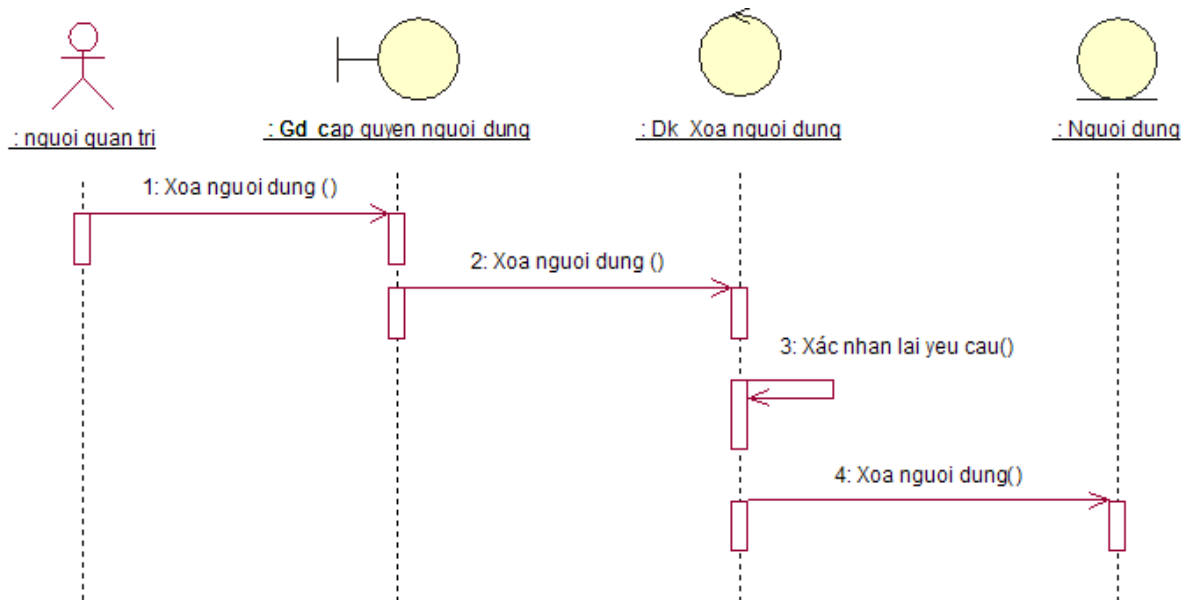 : nguoi quan tri
: Gd_cap quyen nguoi dung
: Dk_Xoa nguoi dung
: Nguoi dung
1: Xoa nguoi dung ()
2: Xoa nguoi dung ()
3: Xác nhan lai yeu cau()
4: Xoa nguoi dung()